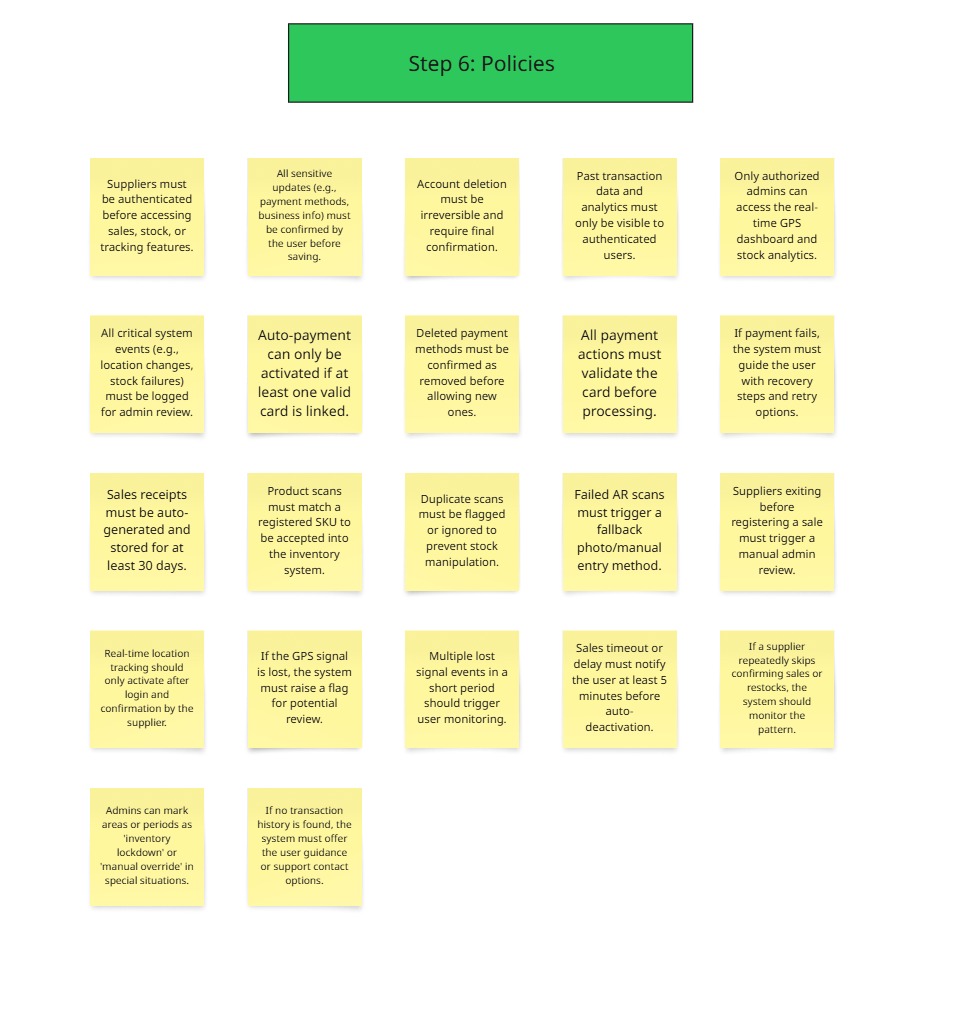 Step 6: Policies
Suppliers must
be authenticated
before accessing
sales, stock, or
tracking features.
All sensitive
updates (e.g.,
payment methods,
business info) must
be confirmed by
the user before
saving.
Account deletion
must be
irreversible and
require final
confirmation.
Past transaction
data and
analytics must
only be visible to
authenticated
users.
Only authorized
admins can
access the real-
time GPS
dashboard and
stock analytics.
All critical system
events (e.g.,
location changes,
stock failures)
must be logged
for admin review.
Auto-payment
can only be
activated if at
least one valid
card is linked.
Deleted payment
methods must be
confirmed as
removed before
allowing new
ones.
All payment
actions must
validate the
card before
processing.
If payment fails,
the system must
guide the user
with recovery
steps and retry
options.
Sales receipts
must be auto-
generated and
stored for at
least 30 days.
Product scans
must match a
registered SKU to
be accepted into
the inventory
system.
Duplicate scans
must be flagged
or ignored to
prevent stock
manipulation.
Failed AR scans
must trigger a
fallback
photo/manual
entry method.
Suppliers exiting
before
registering a sale
must trigger a
manual admin
review.
Real-time location
tracking should
only activate after
login and
confirmation by the
supplier.
If the GPS signal
is lost, the system
must raise a flag
for potential
review.
Multiple lost
signal events in a
short period
should trigger
user monitoring.
Sales timeout or
delay must notify
the user at least 5
minutes before
auto-
deactivation.
If a supplier
repeatedly skips
confirming sales or
restocks, the
system should
monitor the
pattern.
Admins can mark
areas or periods as
'inventory
lockdown' or
'manual override' in
special situations.
If no transaction
history is found, the
system must offer
the user guidance
or support contact
options.